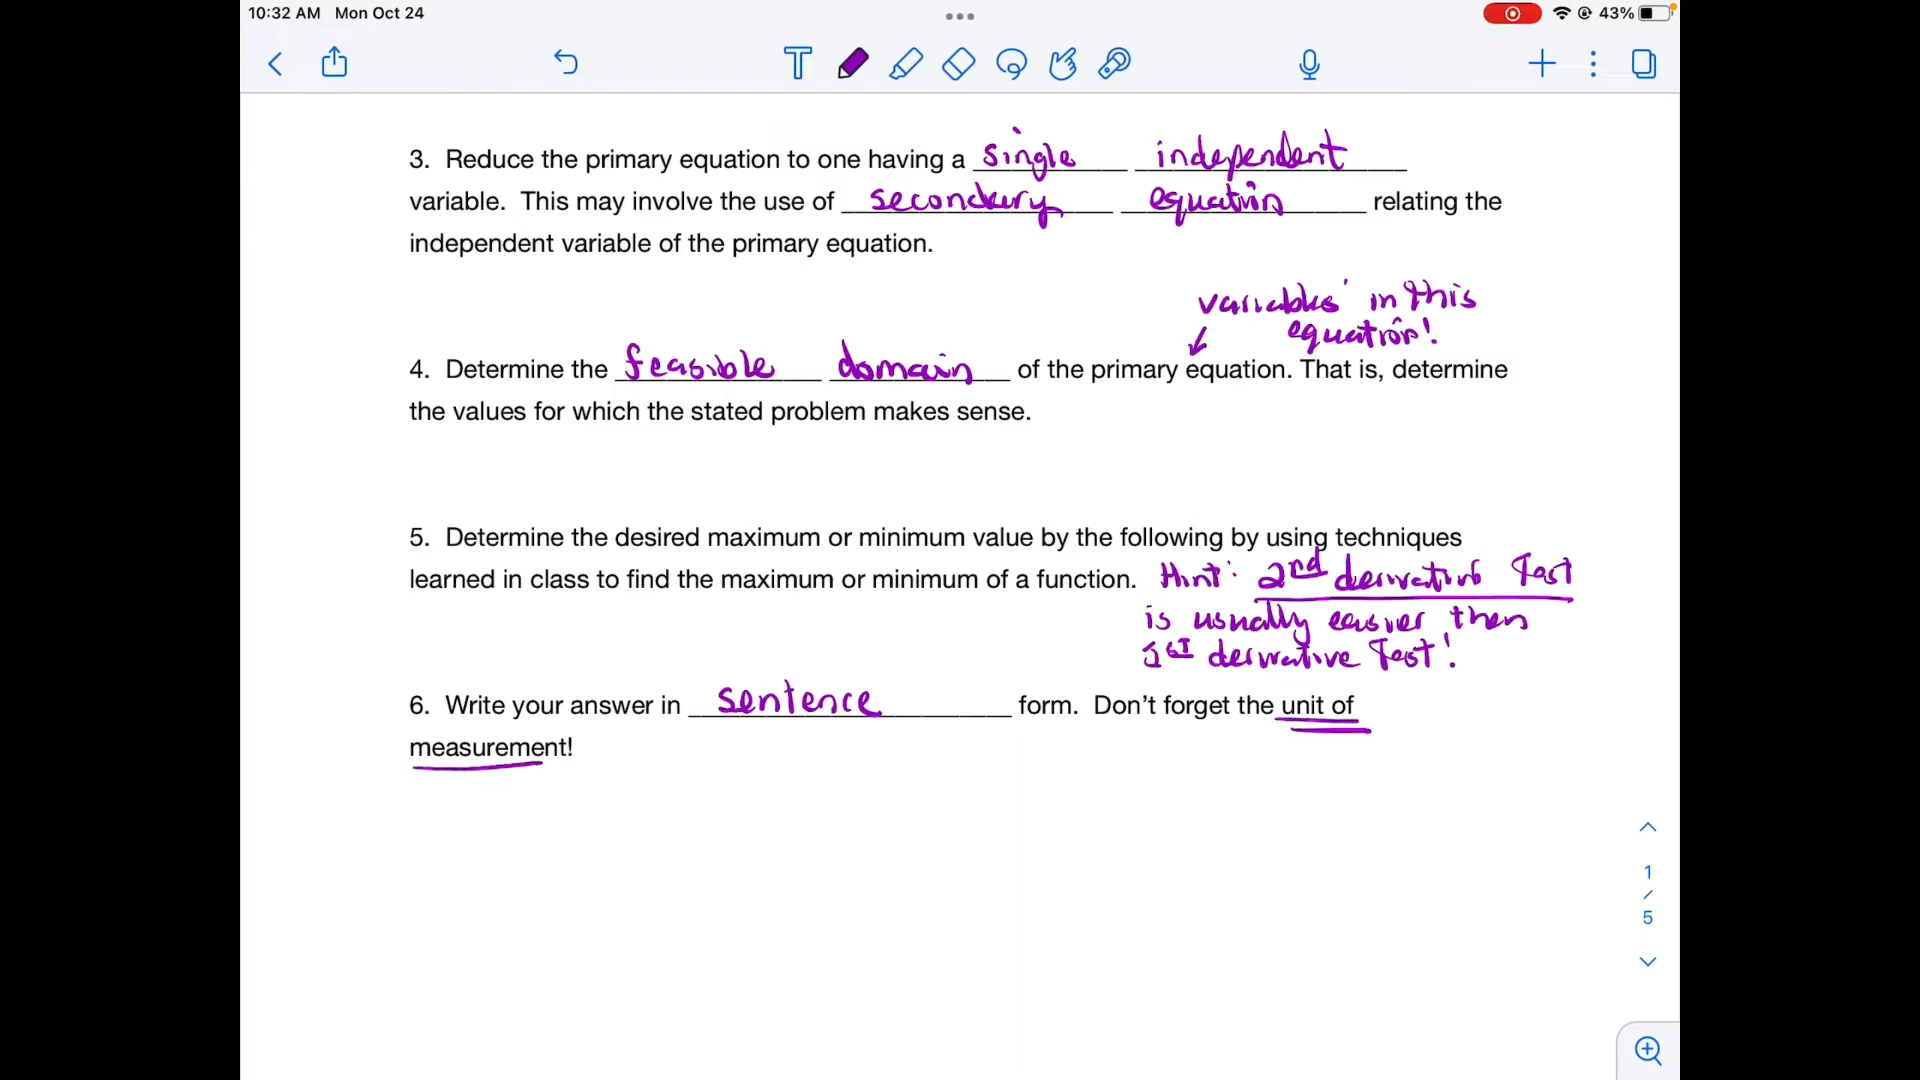 10:32 AM Mon Oct 24
43%
T
3. Reduce the primary equation to one having a single independent
variable. This may involve the use of secondary equation relating the
independent variable of the primary equation.
variables in this
equation!
4. Determine the feasible domain of the primary equation. That is, determine
the values for which the stated problem makes sense.
5. Determine the desired maximum or minimum value by the following by using techniques
learned in class to find the maximum or minimum of a function. Hint: 2nd derivative Test
is usually easier then
1st derivative Test!
6. Write your answer in sentence form. Don't forget the unit of
measurement!
1
/
5